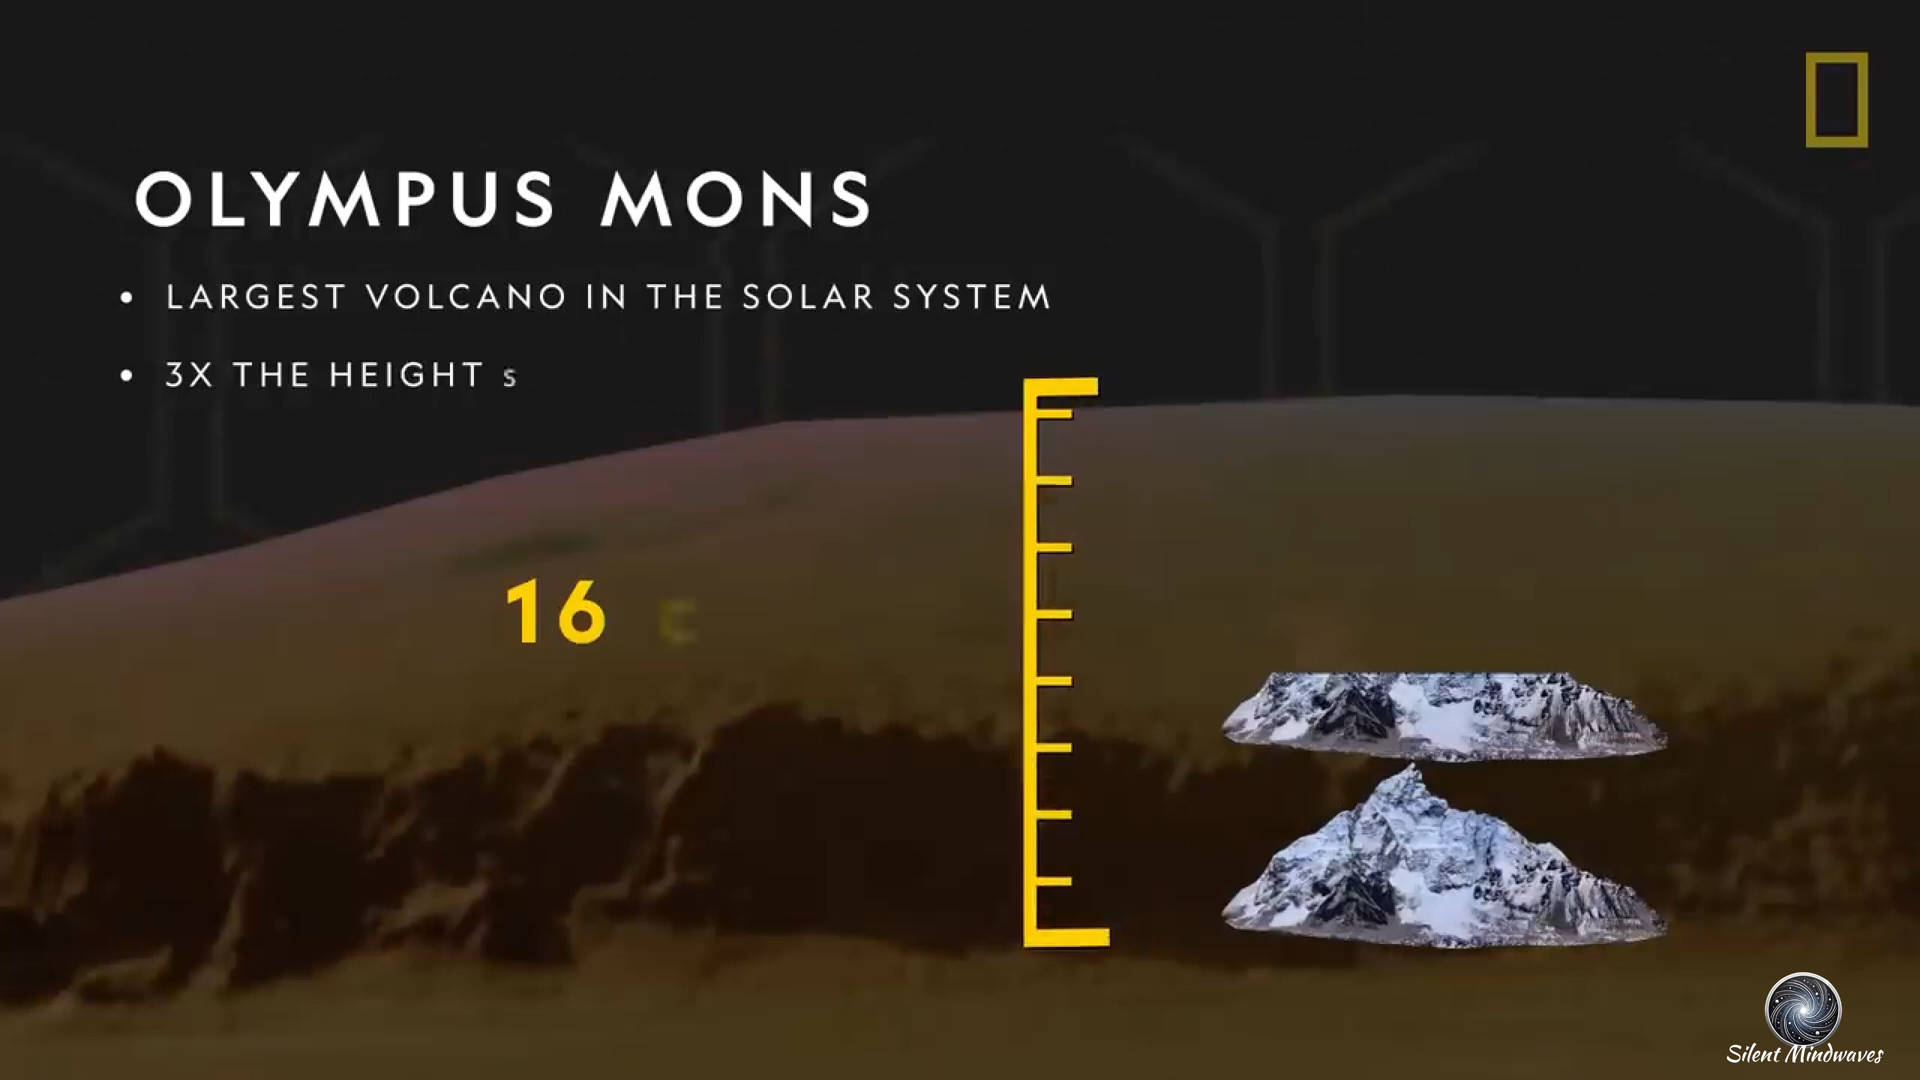 OLYMPUS MONS
• LARGEST VOLCANO IN THE SOLAR SYSTEM
• 3X THE HEIGHT S
16
Silent Mindwaves